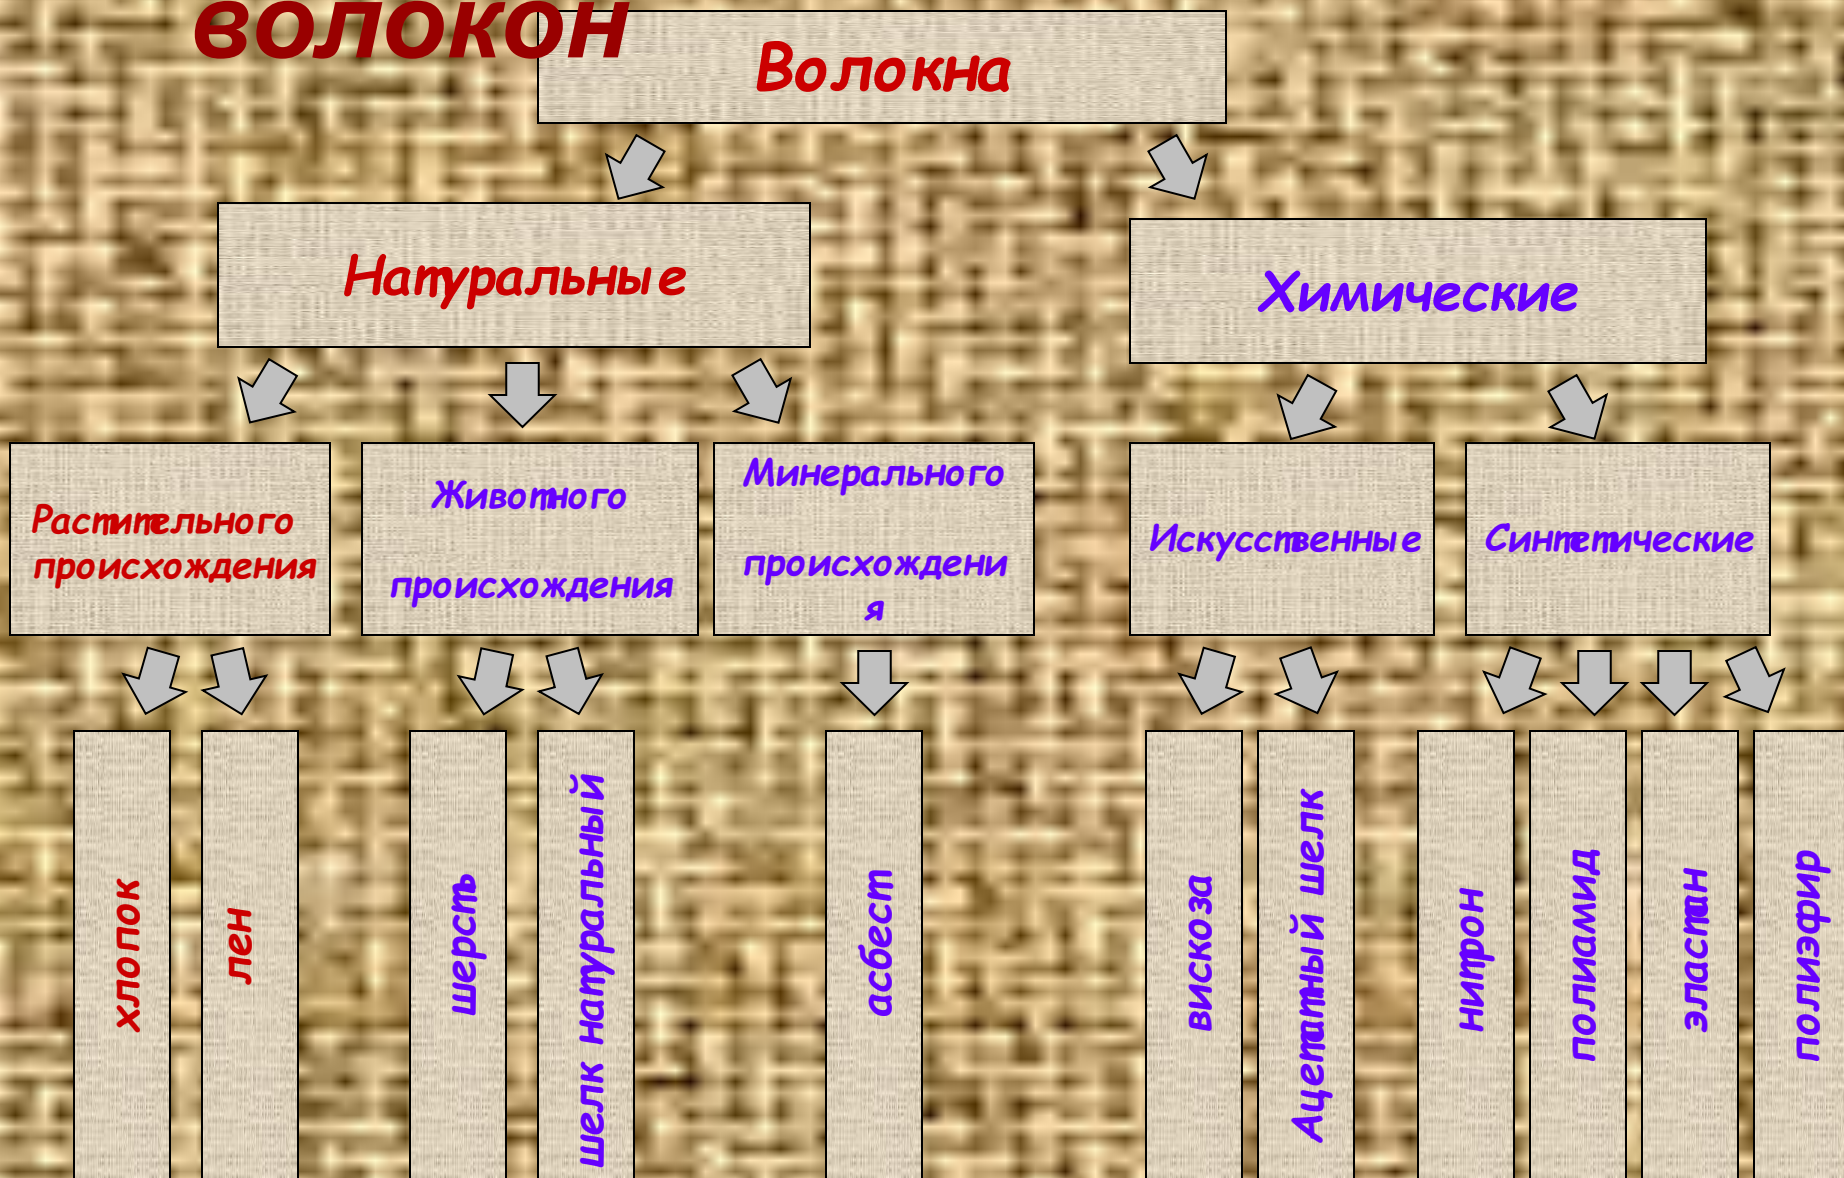 волокон
Волокна
Натуральные
Химические
Растительного
происхождения
Животного
происхождения
Минерального
происхождени
я
Искусственные
Синтетические
хлопок
лен
шерсть
шелк натуральный
асбест
вискоза
Ацетатный шелк
нитрон
полиамид
эластан
полиэфир